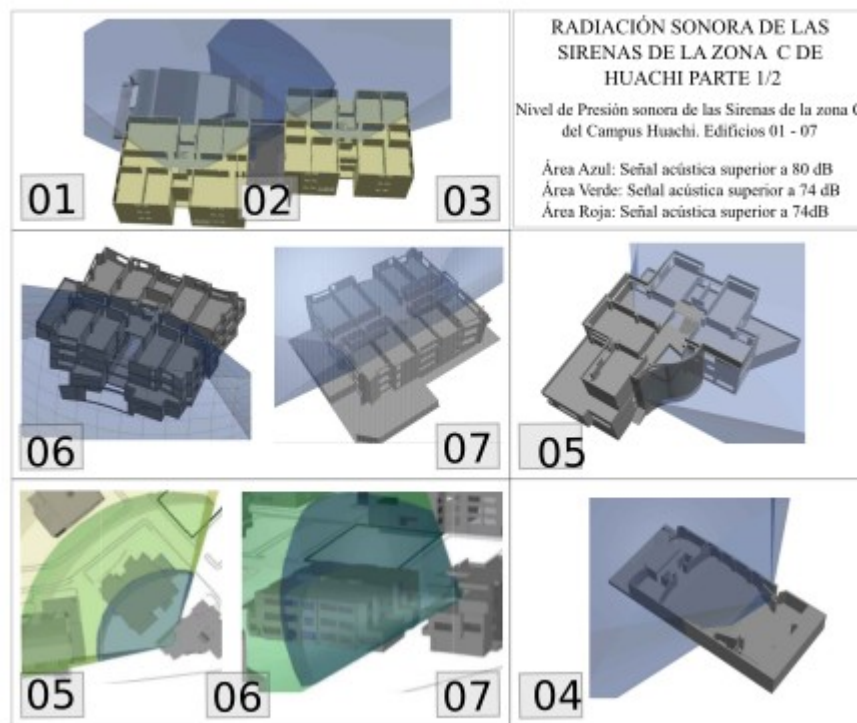 RADIACIÓN SONORA DE LAS
SIRENAS DE LA ZONA C DE
HUACHI PARTE 1/2
Nivel de Presión sonora de las Sirenas de la zona C
del Campus Huachi. Edificios 01 - 07
Área Azul: Señal acústica superior a 80 dB
Área Verde: Señal acústica superior a 74 dB
Área Roja: Señal acústica superior a 74dB
01
02
03
06
07
05
05
06
07
04